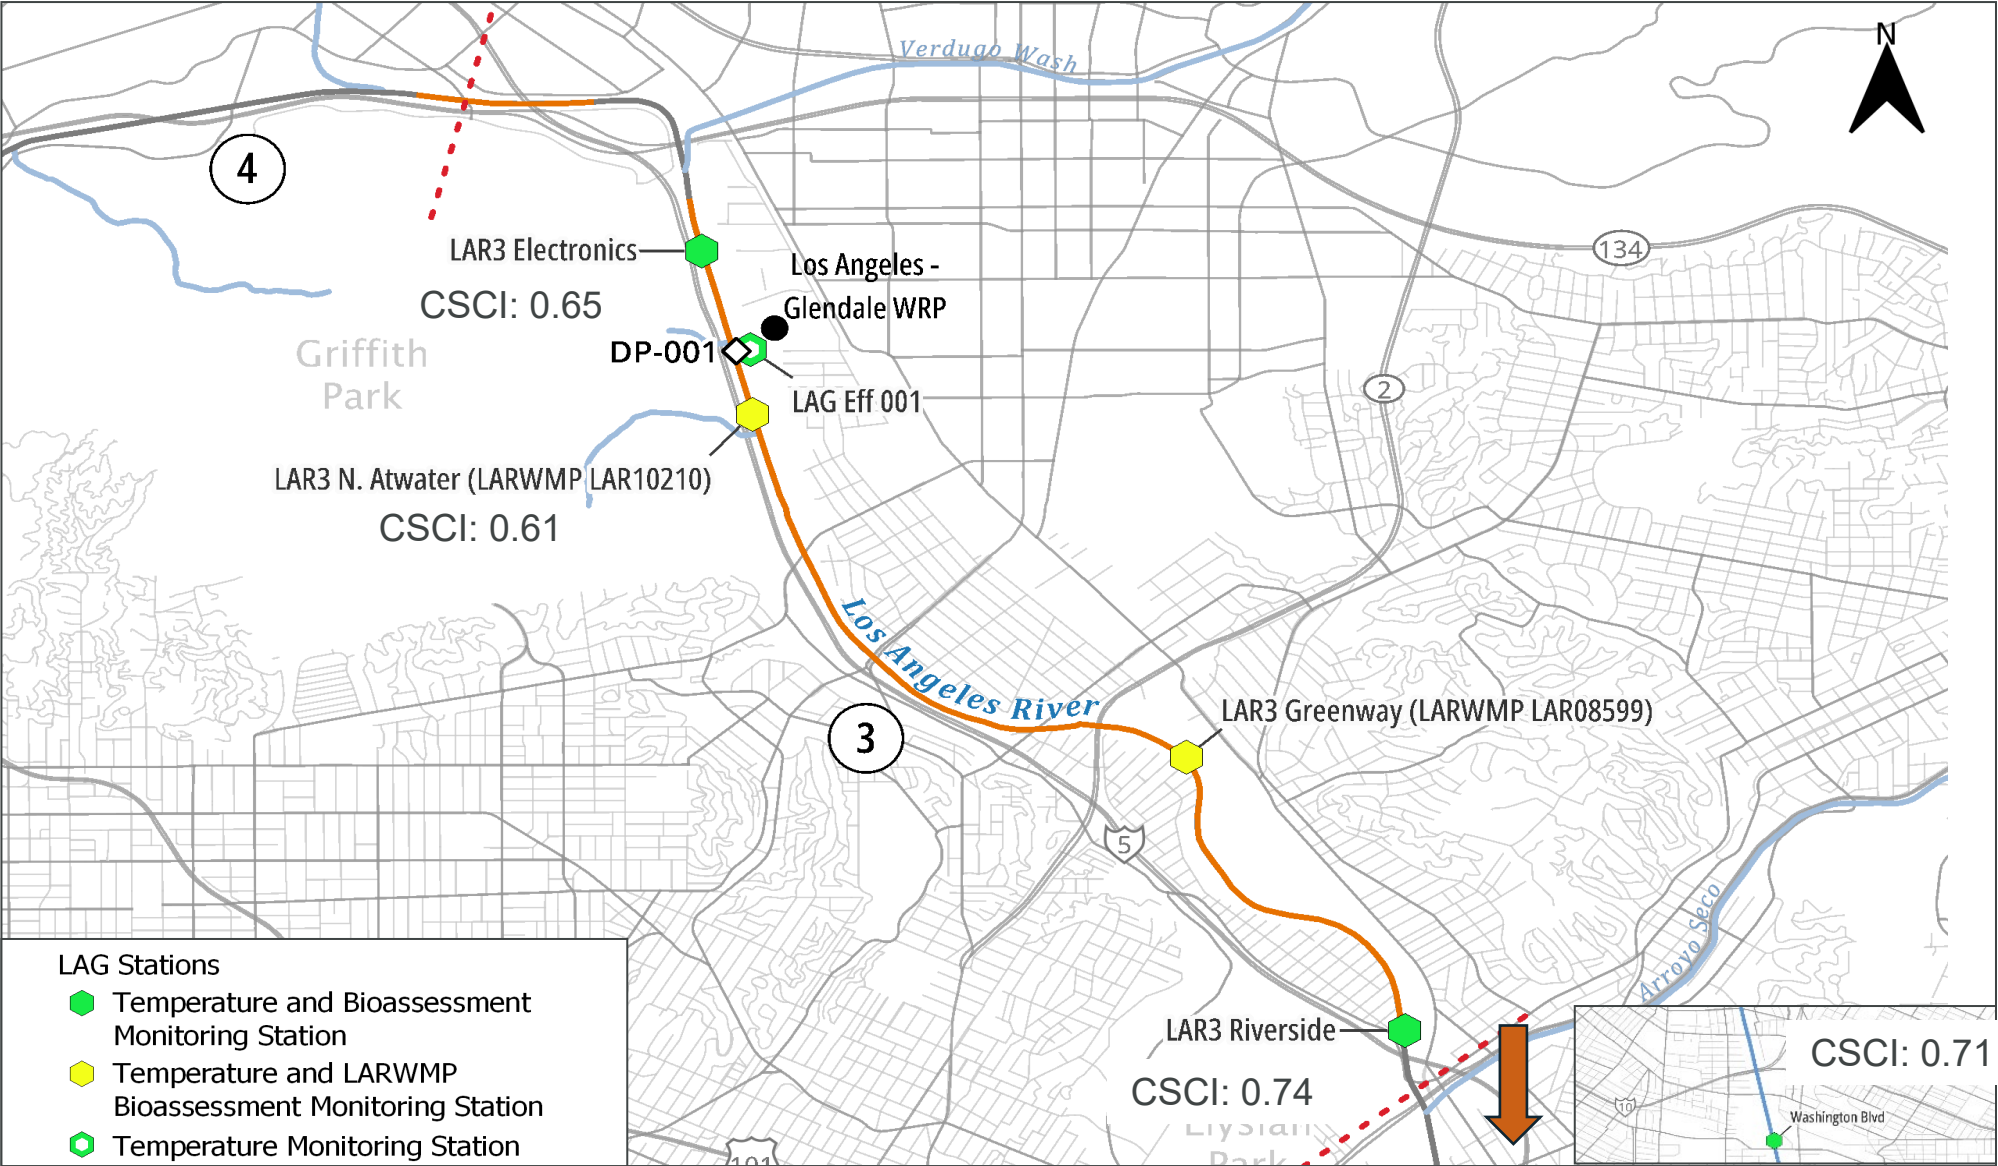 N
Verdugo Wash
4
LAR3 Electronics
CSCI: 0.65
Los Angeles -
Glendale WRP
134
Griffith
Park
DP-001
LAG Eff 001
2
LAR3 N. Atwater (LARWMP LAR10210)
CSCI: 0.61
Los Angeles River
LAR3 Greenway (LARWMP LAR08599)
3
5
Arroyo Seco
LAR3 Riverside
CSCI: 0.74
Elysian
Park
CSCI: 0.71
10
Washington Blvd
101
LAG Stations
Temperature and Bioassessment
Monitoring Station
Temperature and LARWMP
Bioassessment Monitoring Station
Temperature Monitoring Station